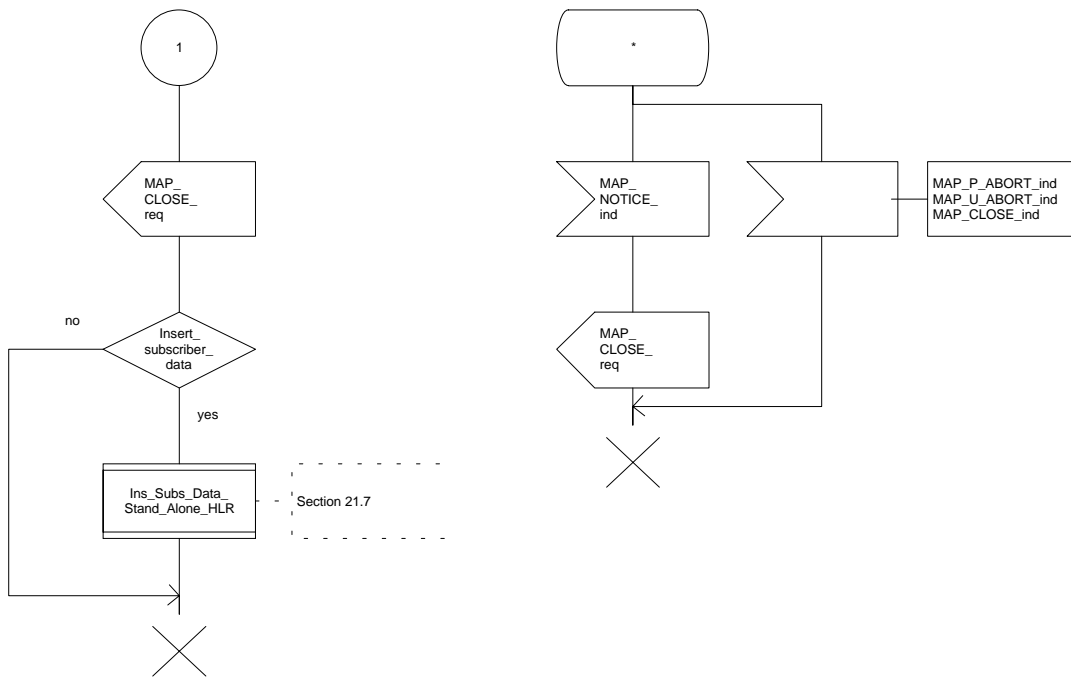 1
MAP_
CLOSE_
req
no
Insert_
subscriber_
data
yes
Ins_Subs_Data_
Stand_Alone_HLR
Section 21.7
*
MAP_
NOTICE_
ind
MAP_P_ABORT_ind
MAP_U_ABORT_ind
MAP_CLOSE_ind
MAP_
CLOSE_
req